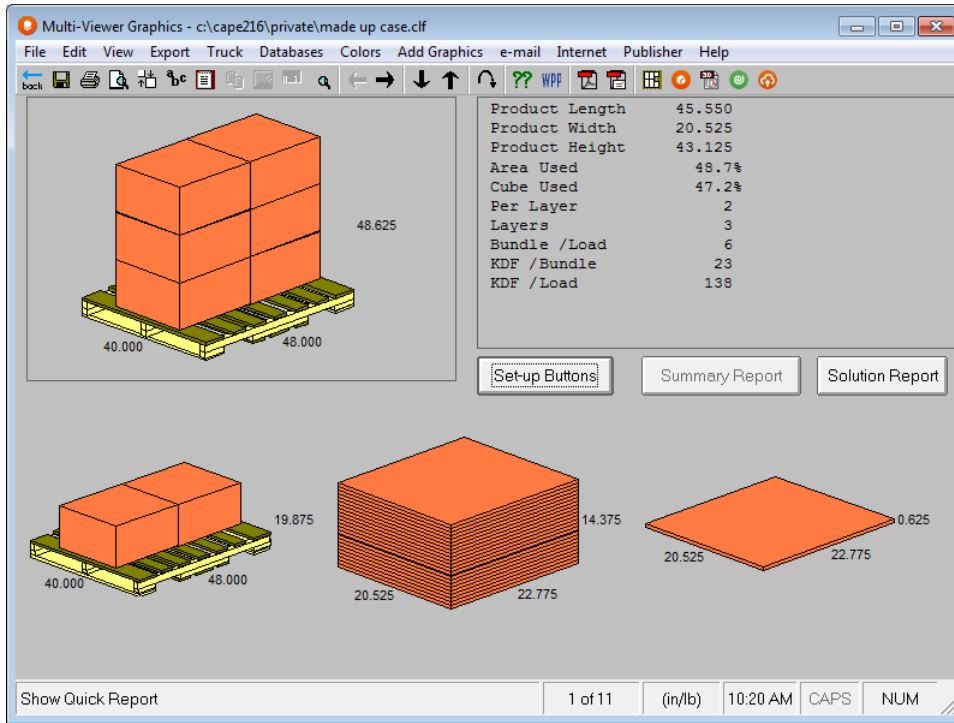 Multi-Viewer Graphics - c:\cape216\private\made up case.clf
File Edit View Export Truck Databases Colors Add Graphics e-mail Internet Publisher Help
back abc ?? WPP
Product Length 45.550
Product Width 20.525
Product Height 43.125
Area Used 48.7%
Cube Used 47.2%
Per Layer 2
Layers 3
Bundle /Load 6
KDF /Bundle 23
KDF /Load 138
48.625
40.000 48.000
Set-up Buttons Summary Report Solution Report
19.875
40.000 48.000
14.375
20.525 22.775
0.625
20.525 22.775
Show Quick Report 1 of 11 (in/lb) 10:20 AM CAPS NUM